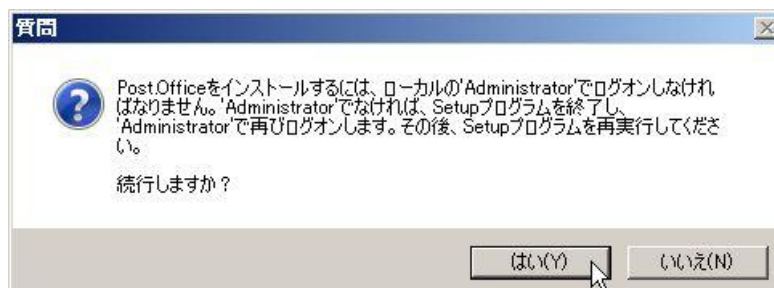 質問
Post.Officeをインストールするには、ローカルの'Administrator'でログオンしなけれ
ばなりません。'Administrator'でなければ、Setupプログラムを終了し、
'Administrator'で再びログオンします。その後、Setupプログラムを再実行してくださ
い。
続行しますか？
はい(Y)
いいえ(N)